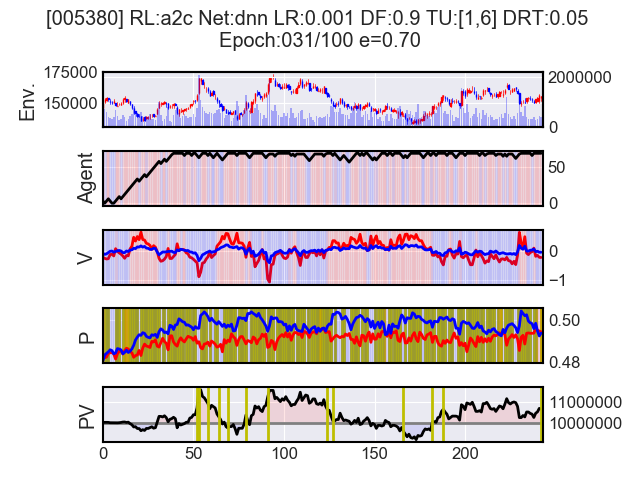 [005380] RL:a2c Net:dnn LR:0.001 DF:0.9 TU:[1,6] DRT:0.05
Epoch:031/100 e=0.70
Env.
175000
150000
2000000
0
Agent
50
0
V
0
−1
P
0.50
0.48
PV
11000000
10000000
0 50 100 150 200